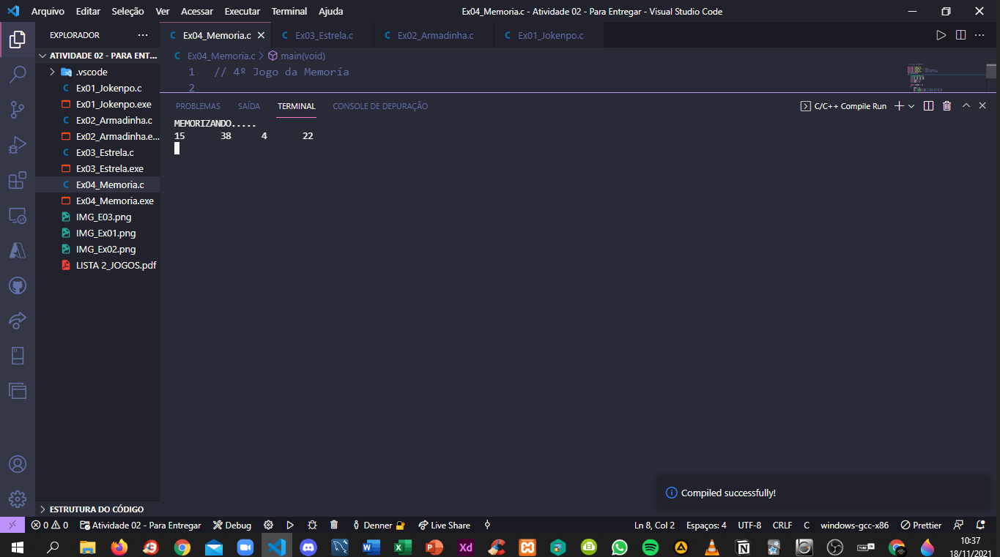 Arquivo Editar Seleção Ver Acessar Executar Terminal Ajuda
Ex04_Memoria.c - Atividade 02 - Para Entregar - Visual Studio Code
EXPLORADOR
ATIVIDADE 02 - PARA ENT...
.vscode
Ex01_Jokenpo.c
Ex01_Jokenpo.exe
Ex02_Armadinha.c
Ex02_Armadinha.e...
Ex03_Estrela.c
Ex03_Estrela.exe
Ex04_Memoria.c
Ex04_Memoria.exe
IMG_E03.png
IMG_Ex01.png
IMG_Ex02.png
LISTA 2_JOGOS.pdf
ESTRUTURA DO CÓDIGO
Ex04_Memoria.c Ex03_Estrela.c Ex02_Armadinha.c Ex01_Jokenpo.c
Ex04_Memoria.c > main(void)
1 // 4º Jogo da Memoría
2
PROBLEMAS SAÍDA TERMINAL CONSOLE DE DEPURAÇÃO
C/C++ Compile Run
MEMORIZANDO.....
15 38 4 22
Compiled successfully!
0 0 Atividade 02 - Para Entregar Debug Denner Live Share
Ln 8, Col 2 Espaços: 4 UTF-8 CRLF C windows-gcc-x86 Prettier
10:37
18/11/2021